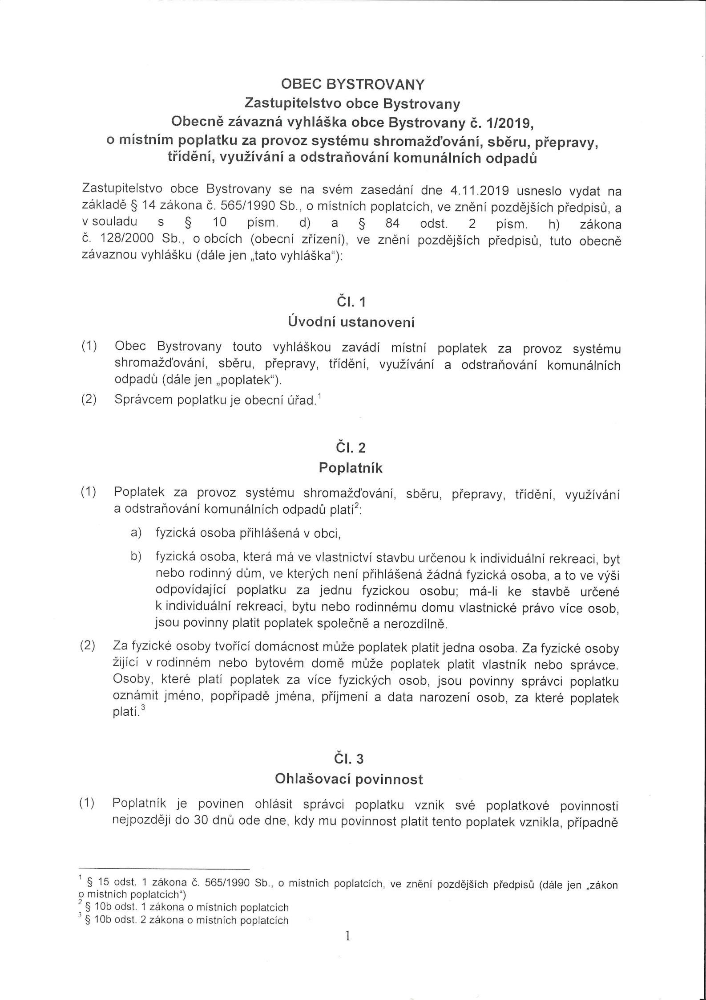 OBEC BYSTROVANY
Zastupitelstvo obce Bystrovany
Obecně závazná vyhláška obce Bystrovany č. 1/2019,
o místním poplatku za provoz systému shromažďování, sběru, přepravy,
třídění, využívání a odstraňování komunálních odpadů
Zastupitelstvo obce Bystrovany se na svém zasedání dne 4.11.2019 usneslo vydat na
základě § 14 zákona č. 565/1990 Sb., o místních poplatcích, ve znění pozdějších předpisů, a
v souladu s § 10 písm. d) a § 84 odst. 2 písm. h) zákona
č. 128/2000 Sb., o obcích (obecní zřízení), ve znění pozdějších předpisů, tuto obecně
závaznou vyhlášku (dále jen „tato vyhláška“):
Čl. 1
Úvodní ustanovení
(1) Obec Bystrovany touto vyhláškou zavádí místní poplatek za provoz systému
shromažďování, sběru, přepravy, třídění, využívání a odstraňování komunálních
odpadů (dále jen „poplatek“).
(2) Správcem poplatku je obecní úřad.1
Čl. 2
Poplatník
(1) Poplatek za provoz systému shromažďování, sběru, přepravy, třídění, využívání
a odstraňování komunálních odpadů platí2:
a) fyzická osoba přihlášená v obci,
b) fyzická osoba, která má ve vlastnictví stavbu určenou k individuální rekreaci, byt
nebo rodinný dům, ve kterých není přihlášená žádná fyzická osoba, a to ve výši
odpovídající poplatku za jednu fyzickou osobu; má-li ke stavbě určené
k individuální rekreaci, bytu nebo rodinnému domu vlastnické právo více osob,
jsou povinny platit poplatek společně a nerozdílně.
(2) Za fyzické osoby tvořící domácnost může poplatek platit jedna osoba. Za fyzické osoby
žijící v rodinném nebo bytovém domě může poplatek platit vlastník nebo správce.
Osoby, které platí poplatek za více fyzických osob, jsou povinny správci poplatku
oznámit jméno, popřípadě jména, příjmení a data narození osob, za které poplatek
platí.3
Čl. 3
Ohlašovací povinnost
(1) Poplatník je povinen ohlásit správci poplatku vznik své poplatkové povinnosti
nejpozději do 30 dnů ode dne, kdy mu povinnost platit tento poplatek vznikla, případně
1 § 15 odst. 1 zákona č. 565/1990 Sb., o místních poplatcích, ve znění pozdějších předpisů (dále jen „zákon
o místních poplatcích“)
2 § 10b odst. 1 zákona o místních poplatcích
3 § 10b odst. 2 zákona o místních poplatcích
1